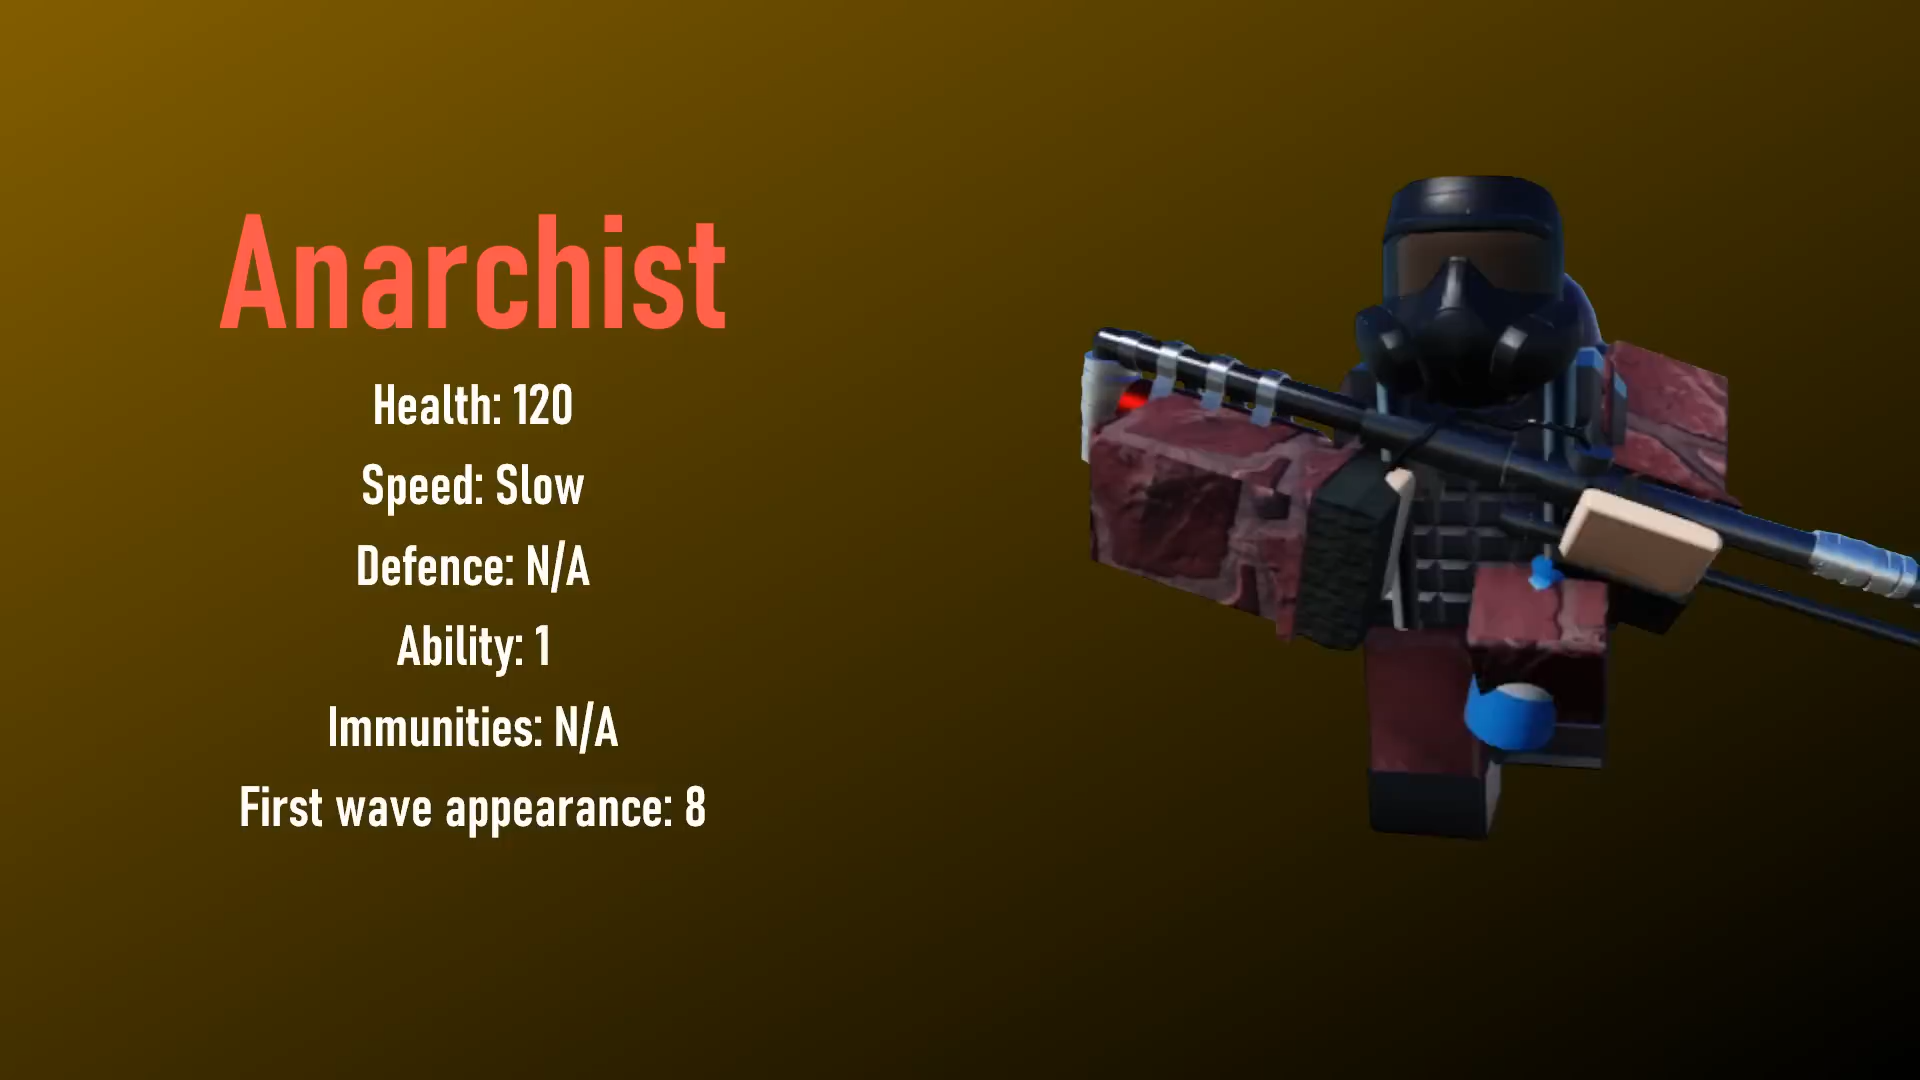 Anarchist
Health: 120
Speed: Slow
Defence: N/A
Ability: 1
Immunities: N/A
First wave appearance: 8